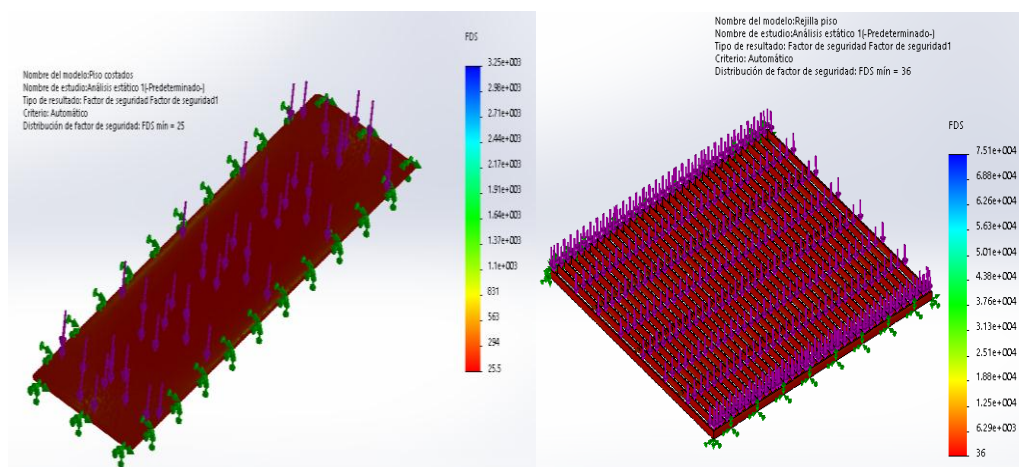 Nombre del modelo:Piso costados
Nombre de estudio:Análisis estático 1(-Predeterminado-)
Tipo de resultado: Factor de seguridad Factor de seguridad1
Criterio: Automático
Distribución de factor de seguridad: FDS mín = 25
FDS
3.25e+003
2.98e+003
2.71e+003
2.44e+003
2.17e+003
1.91e+003
1.64e+003
1.37e+003
1.1e+003
831
563
294
25.5
Nombre del modelo:Rejilla piso
Nombre de estudio:Análisis estático 1(-Predeterminado-)
Tipo de resultado: Factor de seguridad Factor de seguridad1
Criterio: Automático
Distribución de factor de seguridad: FDS mín = 36
FDS
7.51e+004
6.88e+004
6.26e+004
5.63e+004
5.01e+004
4.38e+004
3.76e+004
3.13e+004
2.51e+004
1.88e+004
1.25e+004
6.29e+003
36